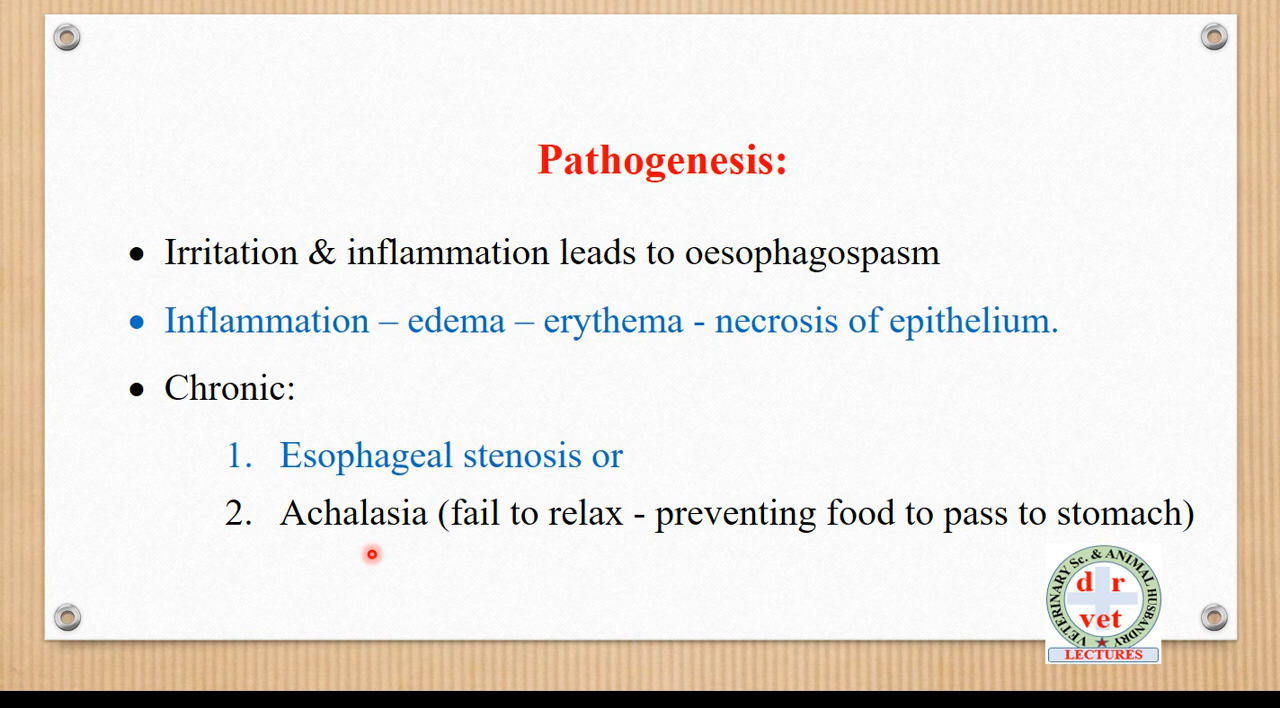 Pathogenesis:
• Irritation & inflammation leads to oesophagospasm
• Inflammation – edema – erythema - necrosis of epithelium.
• Chronic:
1. Esophageal stenosis or
2. Achalasia (fail to relax - preventing food to pass to stomach)
VETERINARY Sc. & ANIMAL HUSBANDRY
d r
vet
LECTURES